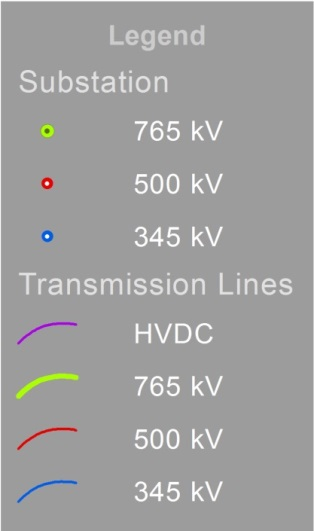 Legend
Substation
765 kV
500 kV
345 kV
Transmission Lines
HVDC
765 kV
500 kV
345 kV